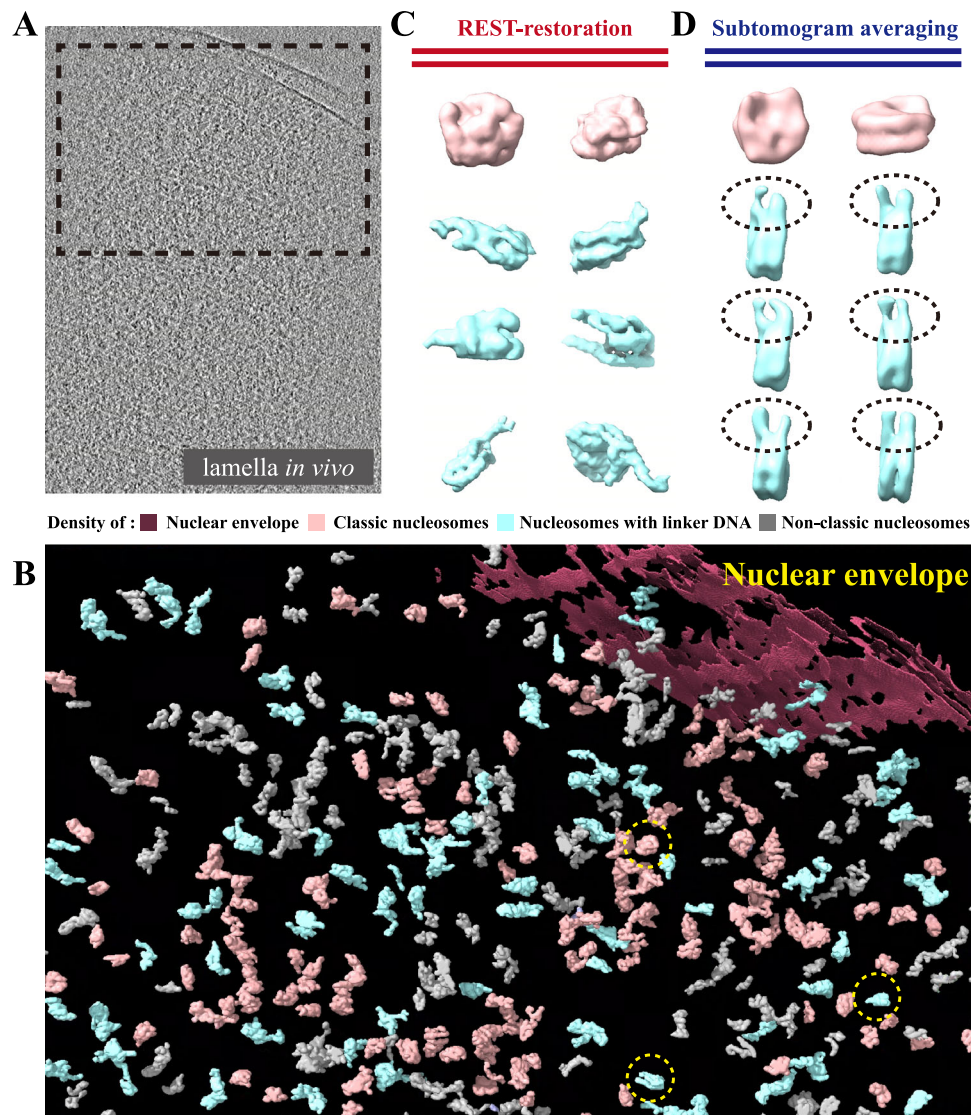 A
C
REST-restoration
D
Subtomogram averaging
lamella in vivo
Density of : Nuclear envelope Classic nucleosomes Nucleosomes with linker DNA Non-classic nucleosomes
B
Nuclear envelope